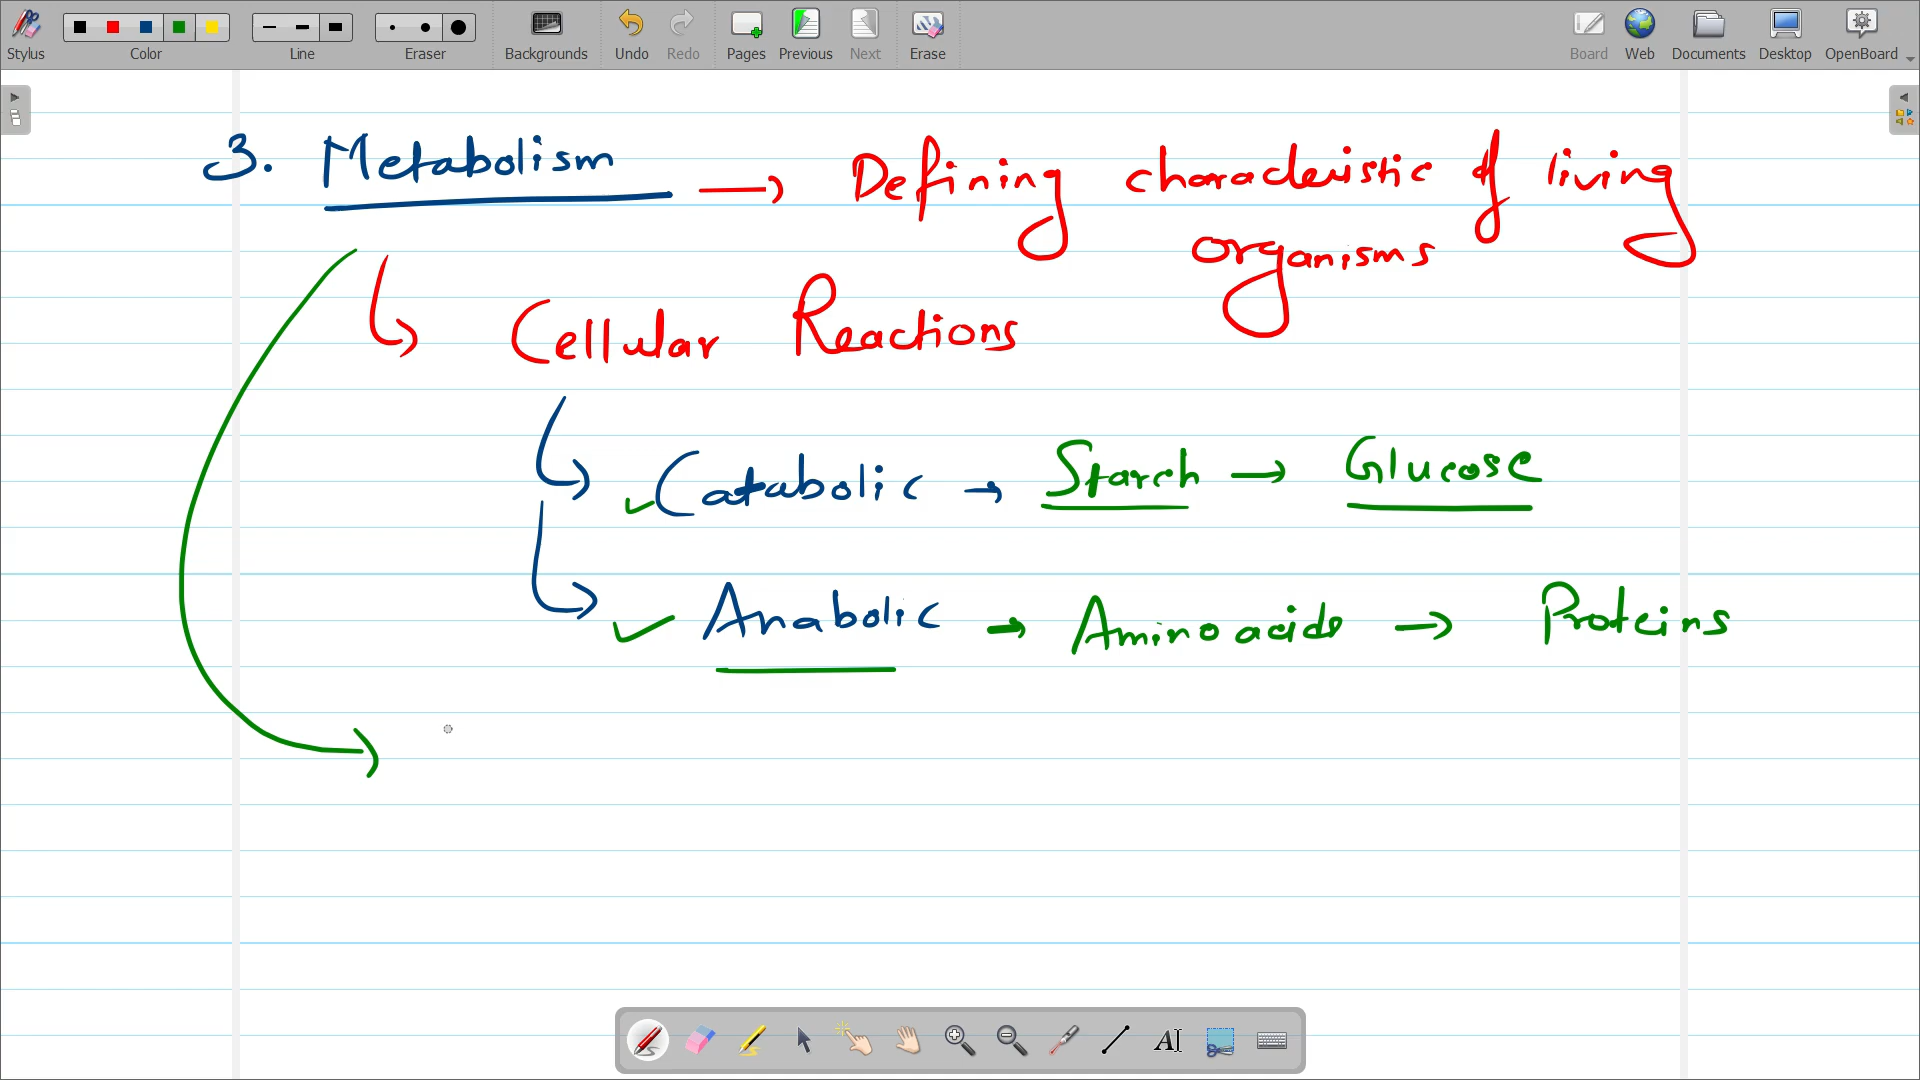 Stylus Color Line Eraser Backgrounds Undo Redo Pages Previous Next Erase Board Web Documents Desktop OpenBoard
3. Metabolism → Defining characteristic of living
organisms
Cellular Reactions
✓ Catabolic → Starch → Glucose
✓ Anabolic → Amino acids → Proteins